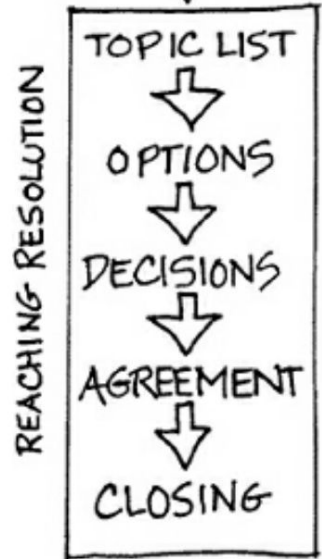 REACHING RESOLUTION
TOPIC LIST
OPTIONS
DECISIONS
AGREEMENT
CLOSING